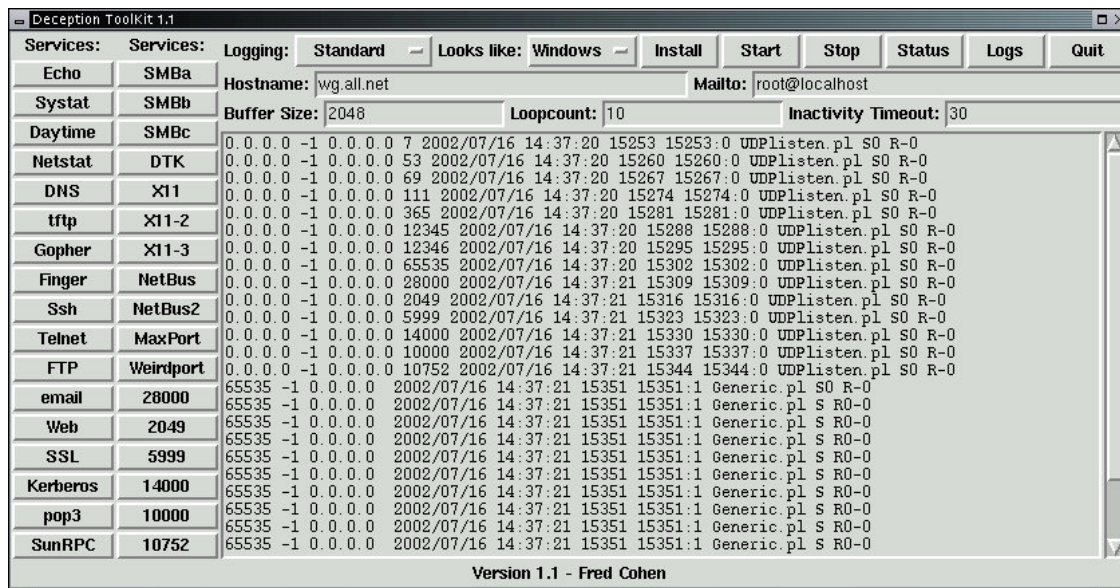 Deception ToolKit 1.1
Services: Services: Logging: Standard Looks like: Windows Install Start Stop Status Logs Quit
Echo SMBa
Hostname: wg.all.net Mailto: root@localhost
Systat SMBb
Buffer Size: 2048 Loopcount: 10 Inactivity Timeout: 30
Daytime SMBc
Netstat DTK
DNS X11
tftp X11-2
Gopher X11-3
Finger NetBus
Ssh NetBus2
Telnet MaxPort
FTP Weirdport
email 28000
Web 2049
SSL 5999
Kerberos 14000
pop3 10000
SunRPC 10752
0.0.0.0 -1 0.0.0.0 7 2002/07/16 14:37:20 15253 15253:0 UDPlisten.pl S0 R-0
0.0.0.0 -1 0.0.0.0 53 2002/07/16 14:37:20 15260 15260:0 UDPlisten.pl S0 R-0
0.0.0.0 -1 0.0.0.0 69 2002/07/16 14:37:20 15267 15267:0 UDPlisten.pl S0 R-0
0.0.0.0 -1 0.0.0.0 111 2002/07/16 14:37:20 15274 15274:0 UDPlisten.pl S0 R-0
0.0.0.0 -1 0.0.0.0 365 2002/07/16 14:37:20 15281 15281:0 UDPlisten.pl S0 R-0
0.0.0.0 -1 0.0.0.0 12345 2002/07/16 14:37:20 15288 15288:0 UDPlisten.pl S0 R-0
0.0.0.0 -1 0.0.0.0 12346 2002/07/16 14:37:20 15295 15295:0 UDPlisten.pl S0 R-0
0.0.0.0 -1 0.0.0.0 65535 2002/07/16 14:37:20 15302 15302:0 UDPlisten.pl S0 R-0
0.0.0.0 -1 0.0.0.0 28000 2002/07/16 14:37:21 15309 15309:0 UDPlisten.pl S0 R-0
0.0.0.0 -1 0.0.0.0 2049 2002/07/16 14:37:21 15316 15316:0 UDPlisten.pl S0 R-0
0.0.0.0 -1 0.0.0.0 5999 2002/07/16 14:37:21 15323 15323:0 UDPlisten.pl S0 R-0
0.0.0.0 -1 0.0.0.0 14000 2002/07/16 14:37:21 15330 15330:0 UDPlisten.pl S0 R-0
0.0.0.0 -1 0.0.0.0 10000 2002/07/16 14:37:21 15337 15337:0 UDPlisten.pl S0 R-0
0.0.0.0 -1 0.0.0.0 10752 2002/07/16 14:37:21 15344 15344:0 UDPlisten.pl S0 R-0
65535 -1 0.0.0.0 2002/07/16 14:37:21 15351 15351:1 Generic.pl S0 R-0
65535 -1 0.0.0.0 2002/07/16 14:37:21 15351 15351:1 Generic.pl S R0-0
65535 -1 0.0.0.0 2002/07/16 14:37:21 15351 15351:1 Generic.pl S R0-0
65535 -1 0.0.0.0 2002/07/16 14:37:21 15351 15351:1 Generic.pl S R0-0
65535 -1 0.0.0.0 2002/07/16 14:37:21 15351 15351:1 Generic.pl S R0-0
65535 -1 0.0.0.0 2002/07/16 14:37:21 15351 15351:1 Generic.pl S R0-0
65535 -1 0.0.0.0 2002/07/16 14:37:21 15351 15351:1 Generic.pl S R0-0
65535 -1 0.0.0.0 2002/07/16 14:37:21 15351 15351:1 Generic.pl S R0-0
65535 -1 0.0.0.0 2002/07/16 14:37:21 15351 15351:1 Generic.pl S R0-0
65535 -1 0.0.0.0 2002/07/16 14:37:21 15351 15351:1 Generic.pl S R0-0
Version 1.1 - Fred Cohen